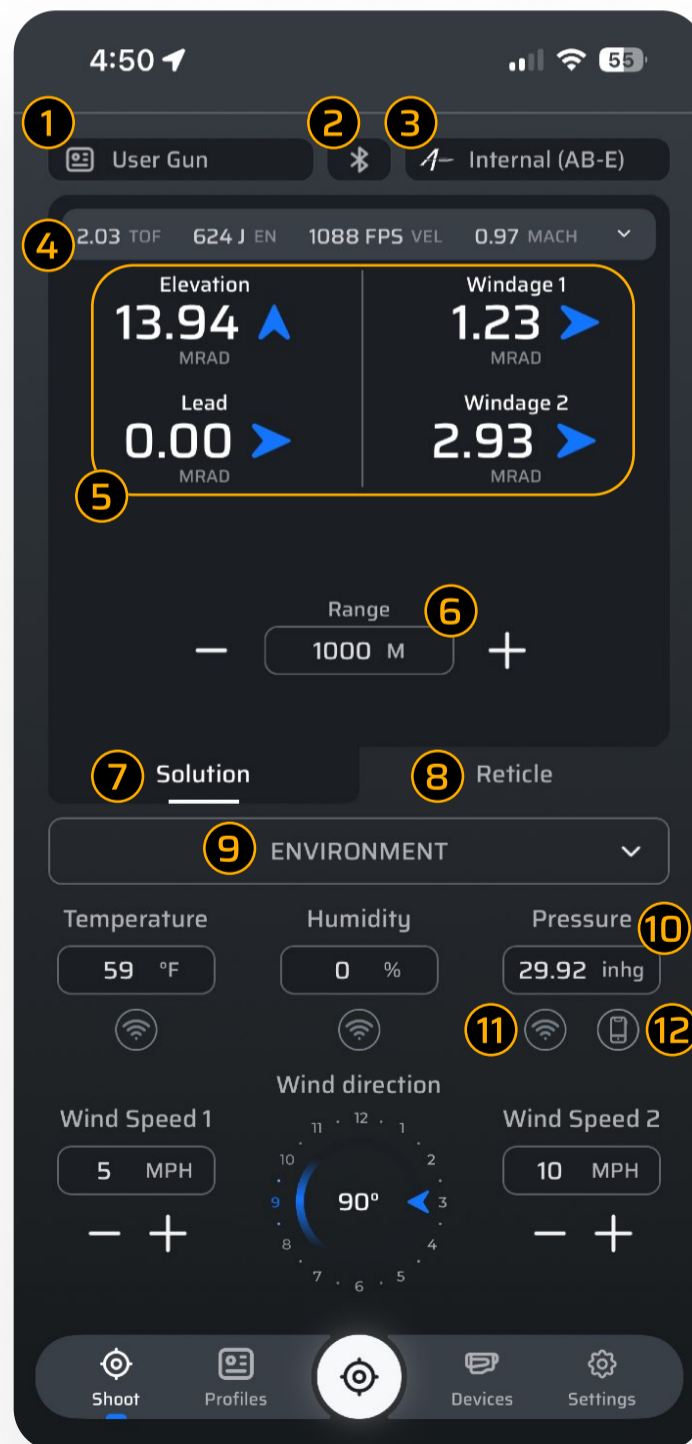 4:50 55
1 2 3
User Gun Internal (AB-E)
4 2.03 TOF 624 J EN 1088 FPS VEL 0.97 MACH
Elevation Windage 1
13.94 1.23
MRAD MRAD
Lead Windage 2
0.00 2.93
MRAD MRAD
5
Range 6
1000 M
7 Solution 8 Reticle
9 ENVIRONMENT
Temperature Humidity Pressure 10
59 °F 0 % 29.92 inhg
11 12
Wind direction
Wind Speed 1 Wind Speed 2
11 12 1
5 MPH 10 2 10 MPH
9 90° 3
8 4
7 6 5
Shoot Profiles Devices Settings